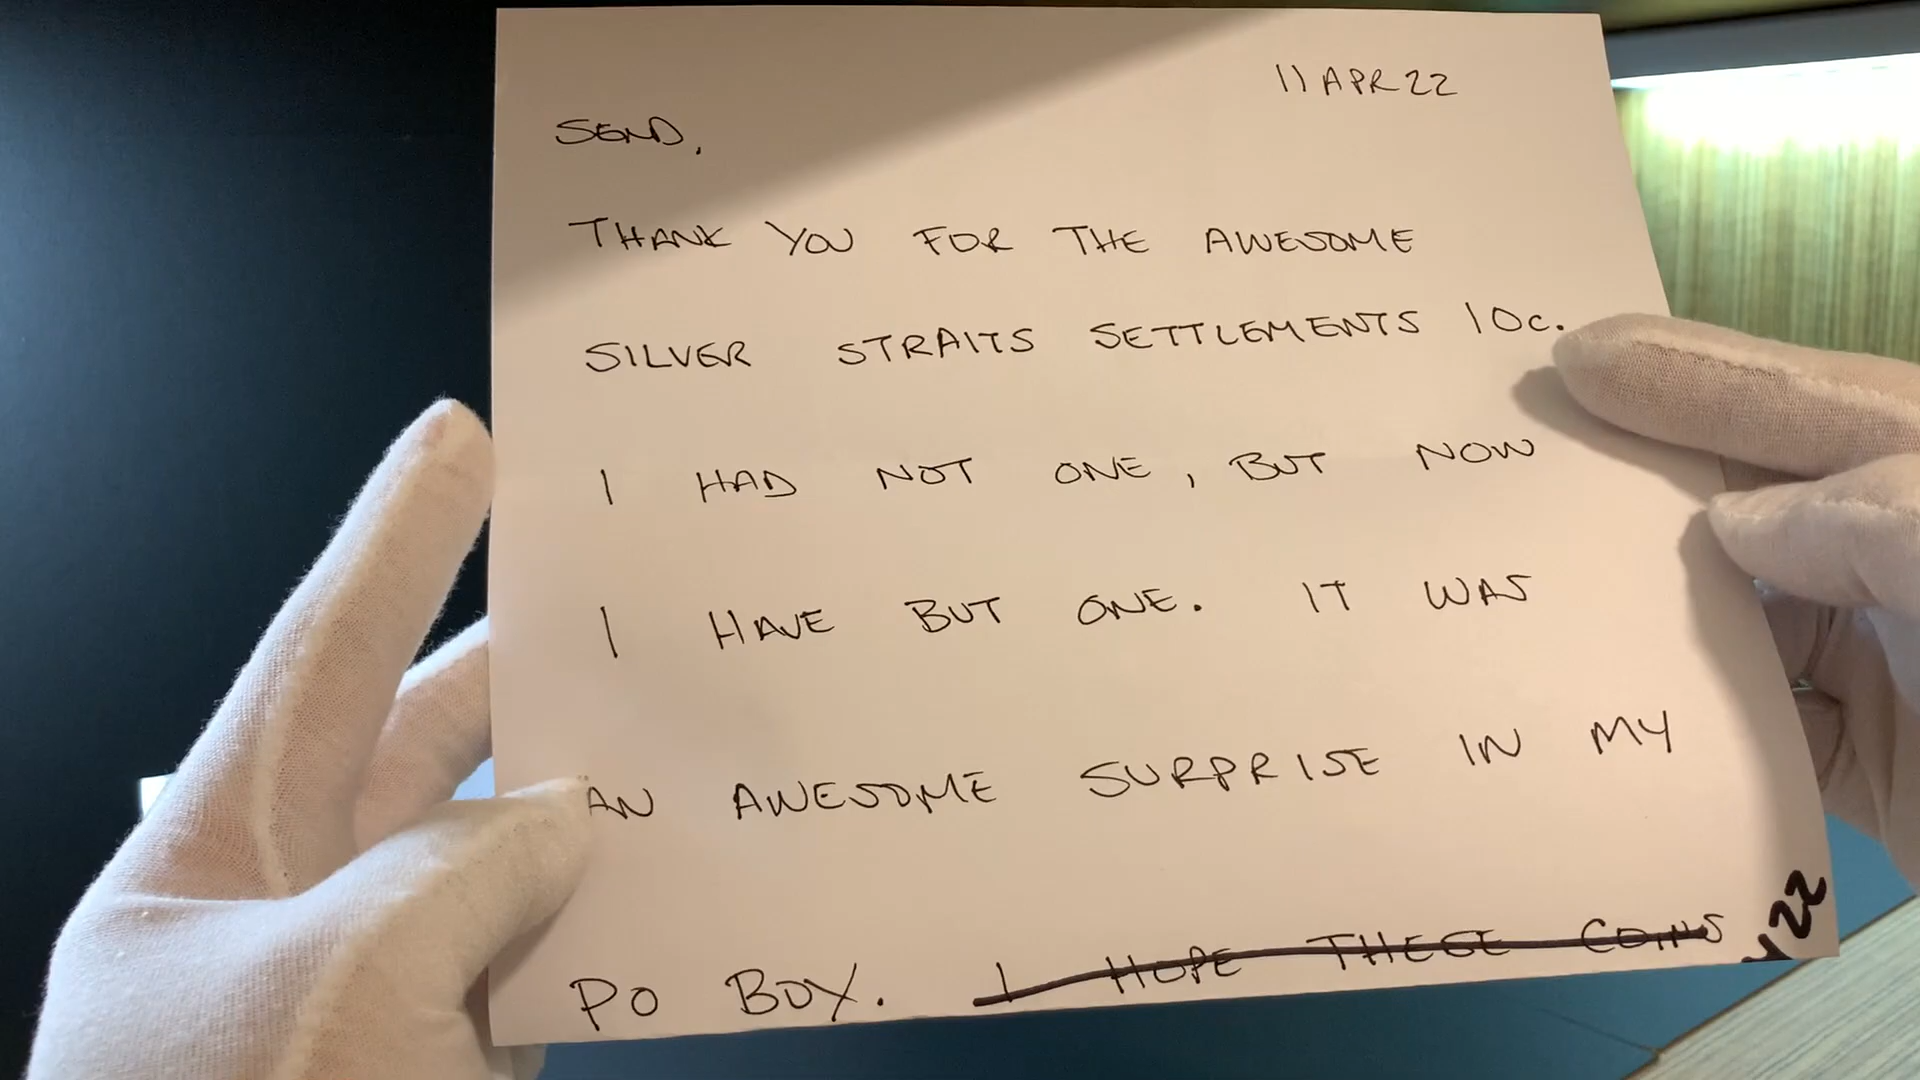 11 APR 22
SEND,
THANK YOU FOR THE AWESOME
SILVER STRAITS SETTLEMENTS 10c.
I HAD NOT ONE, BUT NOW
I HAVE BUT ONE. IT WAS
AN AWESOME SURPRISE IN MY
PO BOX. I HOPE THESE COINS
22